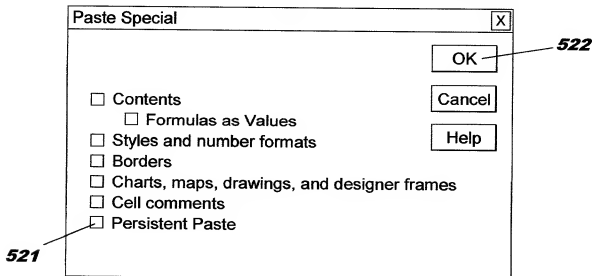 Paste Special X
OK
522
Contents
Cancel
Formulas as Values
Styles and number formats
Help
Borders
Charts, maps, drawings, and designer frames
Cell comments
Persistent Paste
521